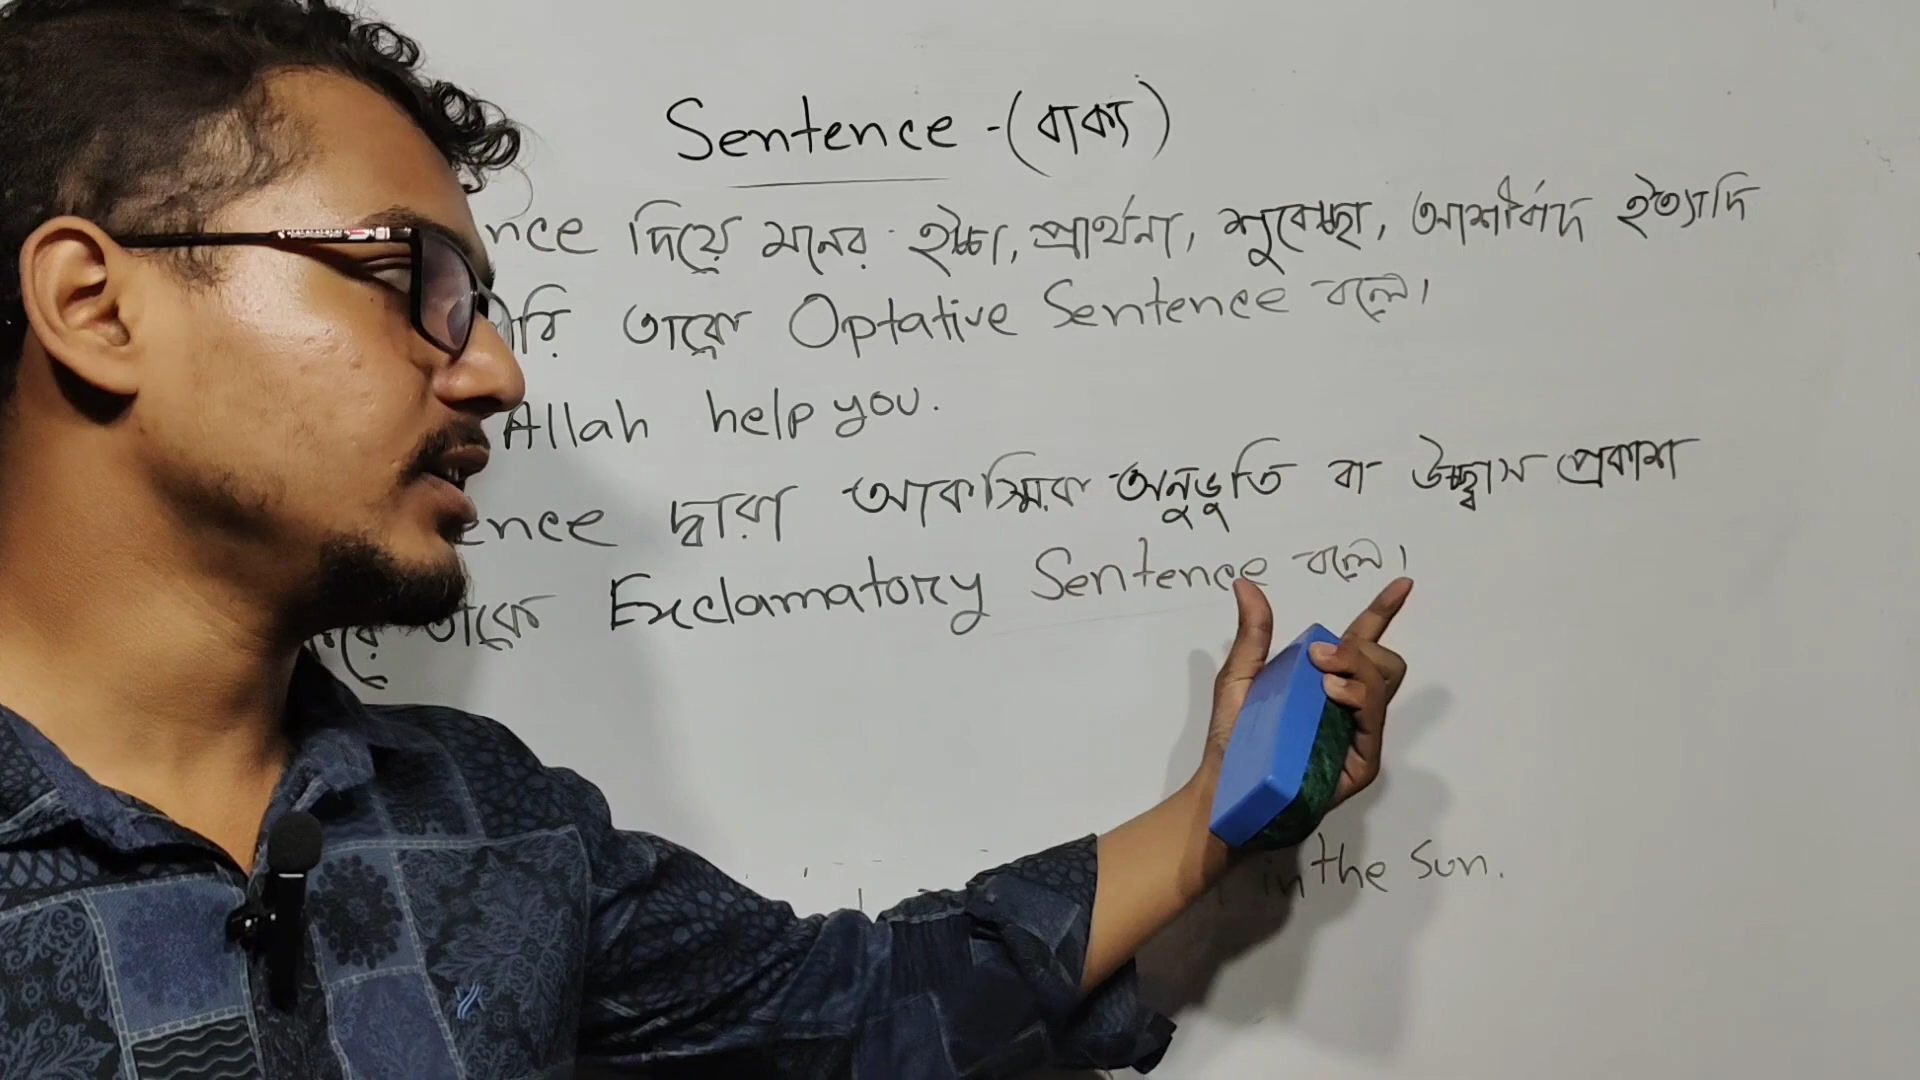 Sentence - (বাক্য)
nce দিয়ে মনের ইচ্ছা, প্রার্থনা, শুবেচ্ছা, আশীর্বাদ ইত্যাদি
রি তাকে Optative Sentence বলে।
Allah help you.
ence দ্বারা আকস্মিক অনুভূতি বা উচ্ছ্বাস প্রকাশ
করে তাকে Exclamatory Sentence বলে।
in the sun.